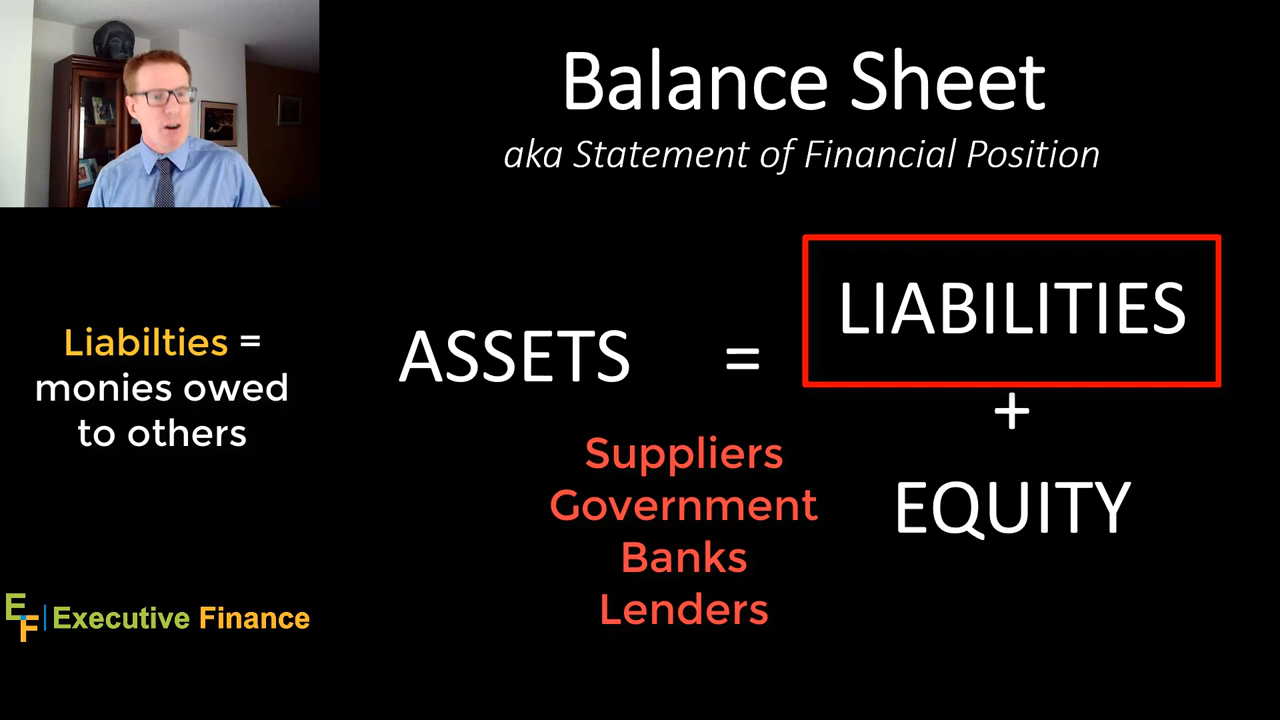 Balance Sheet
aka Statement of Financial Position
Liabilties =
monies owed
to others
ASSETS
=
LIABILITIES
+
EQUITY
Suppliers
Government
Banks
Lenders
EF | Executive Finance